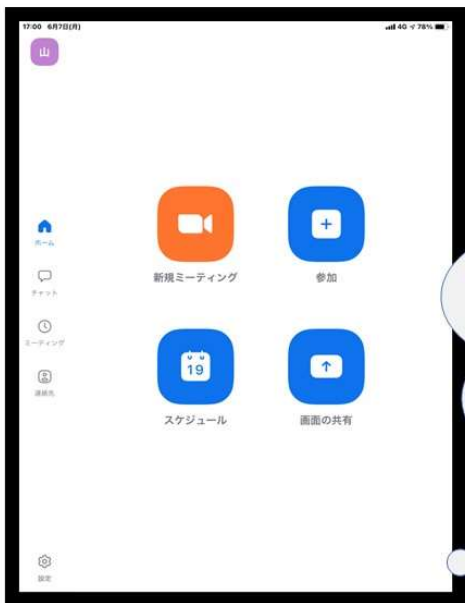 17:00 6月7日(月)
4G 78%
山
ホーム
チャット
ミーティング
連絡先
設定
新規ミーティング
参加
19
スケジュール
画面の共有